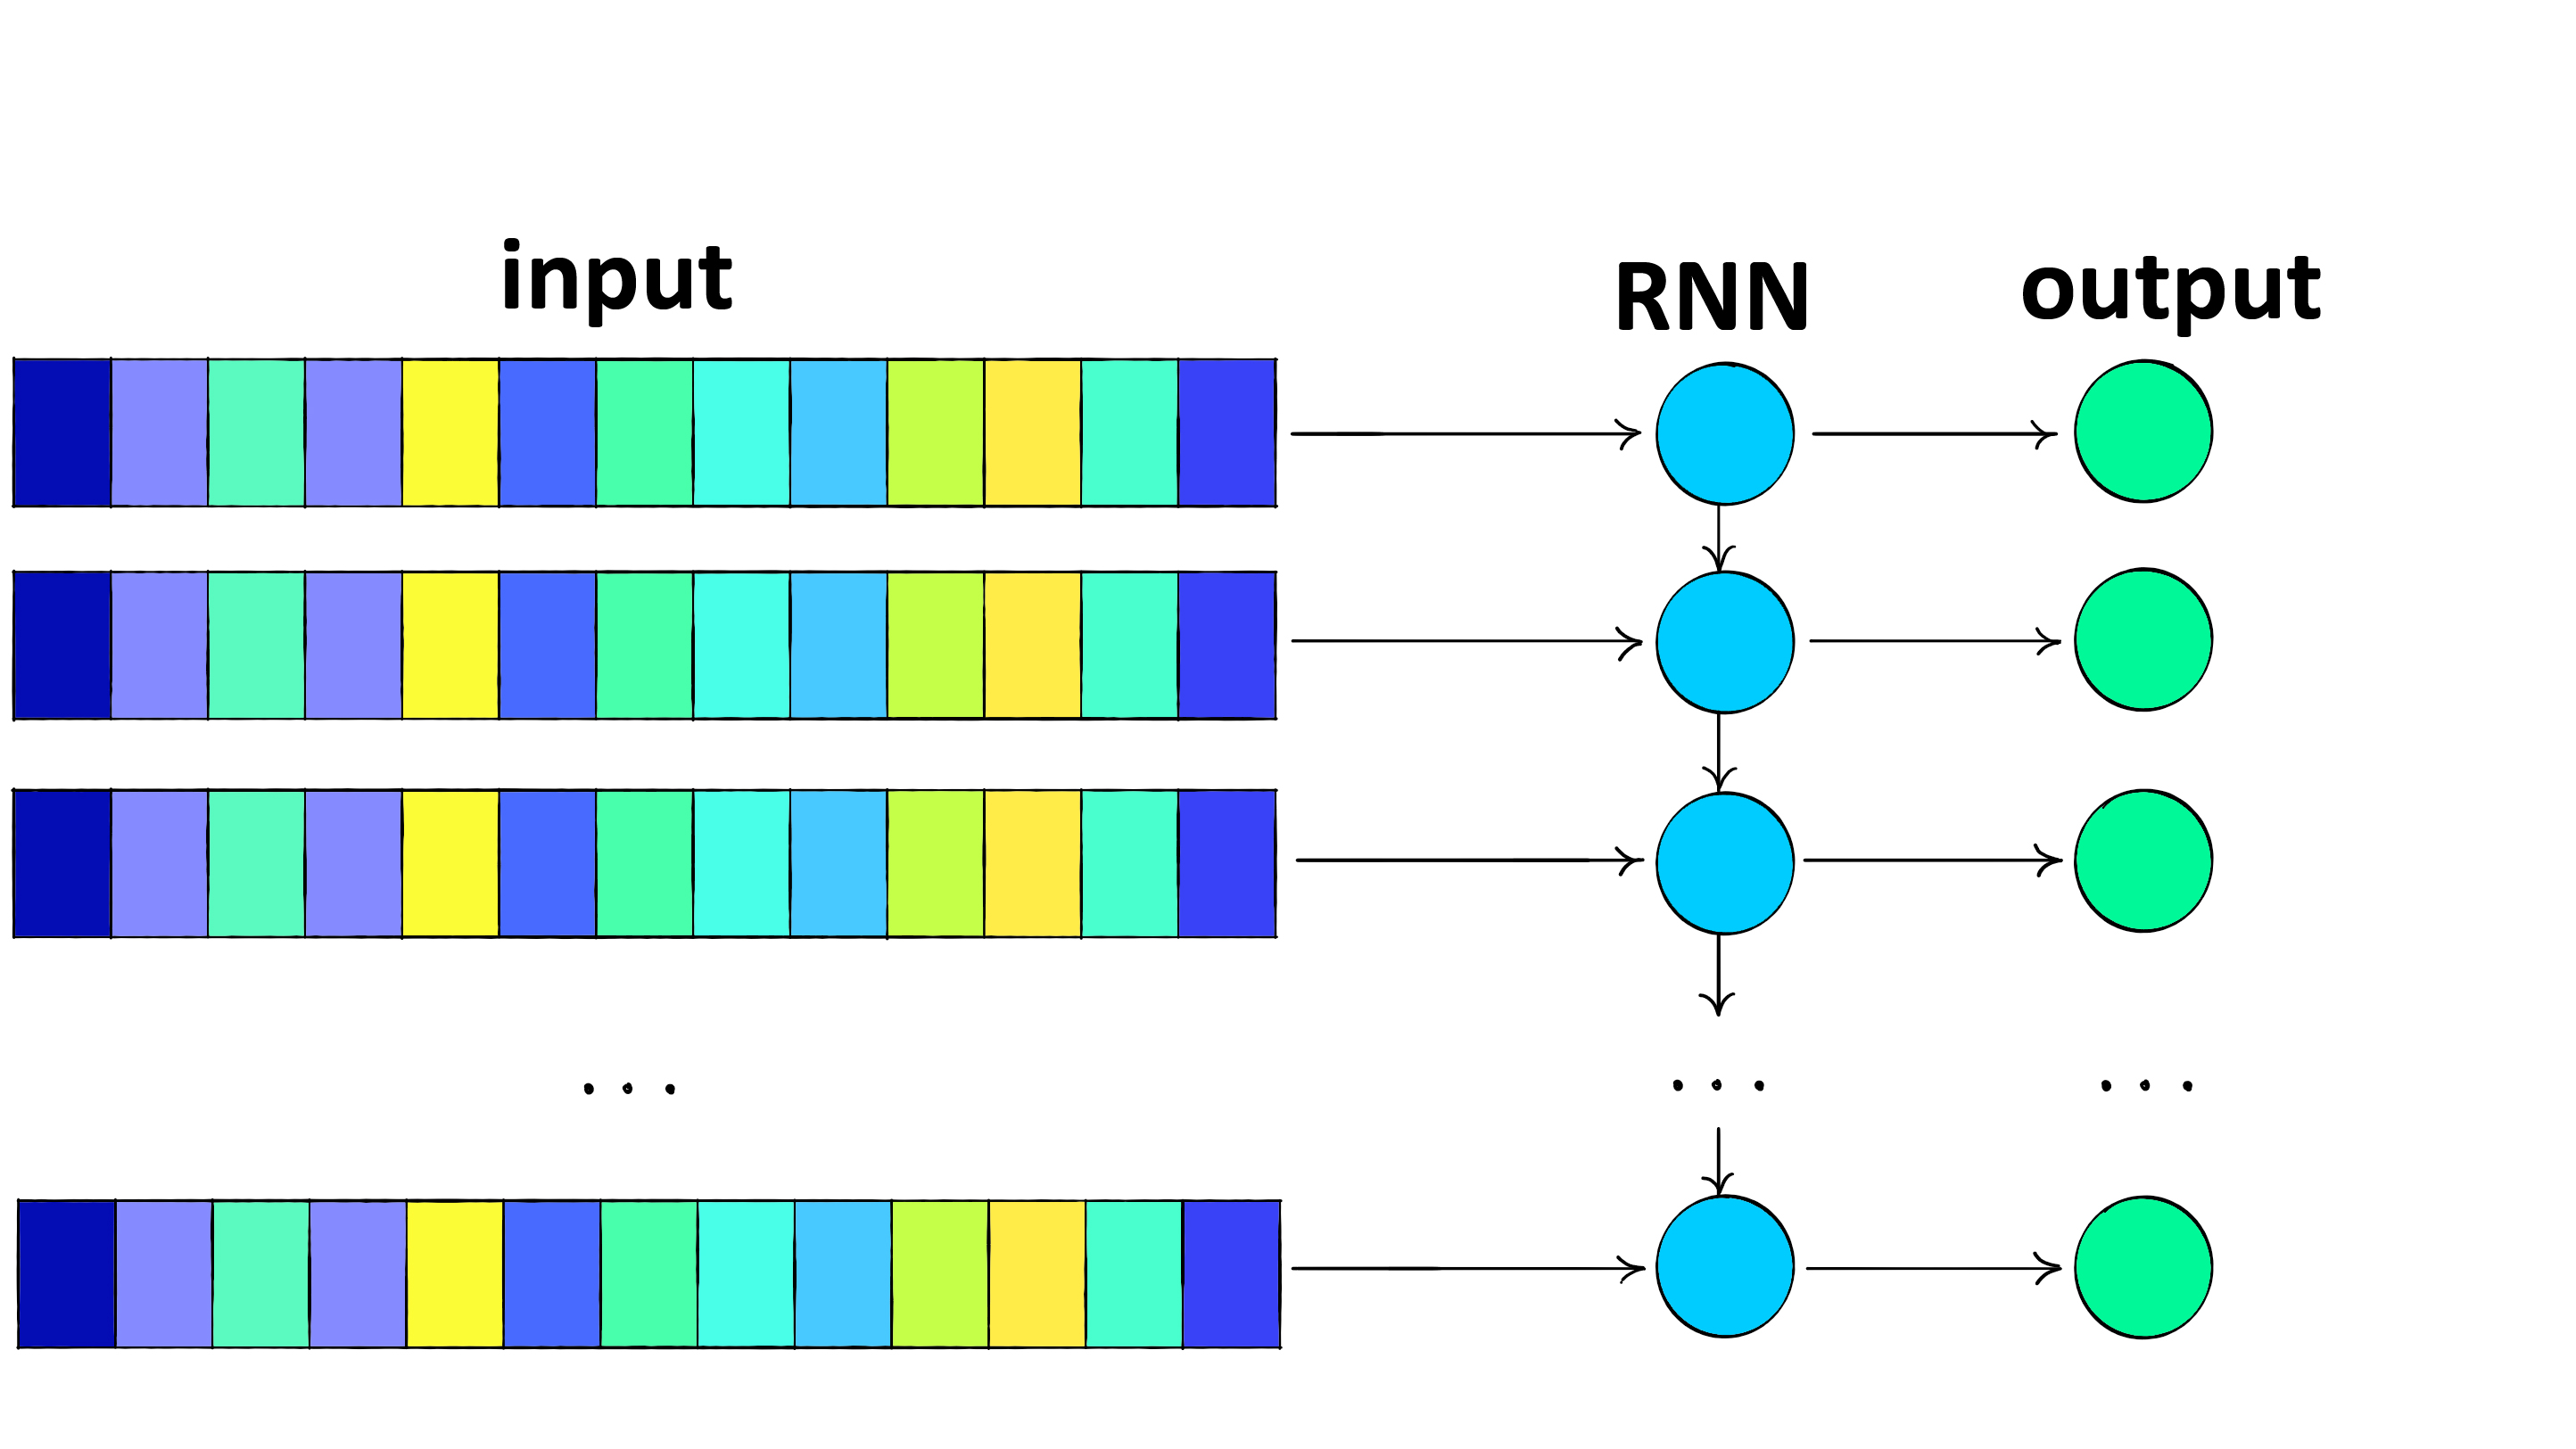 input RNN output
. . . . . . . . .